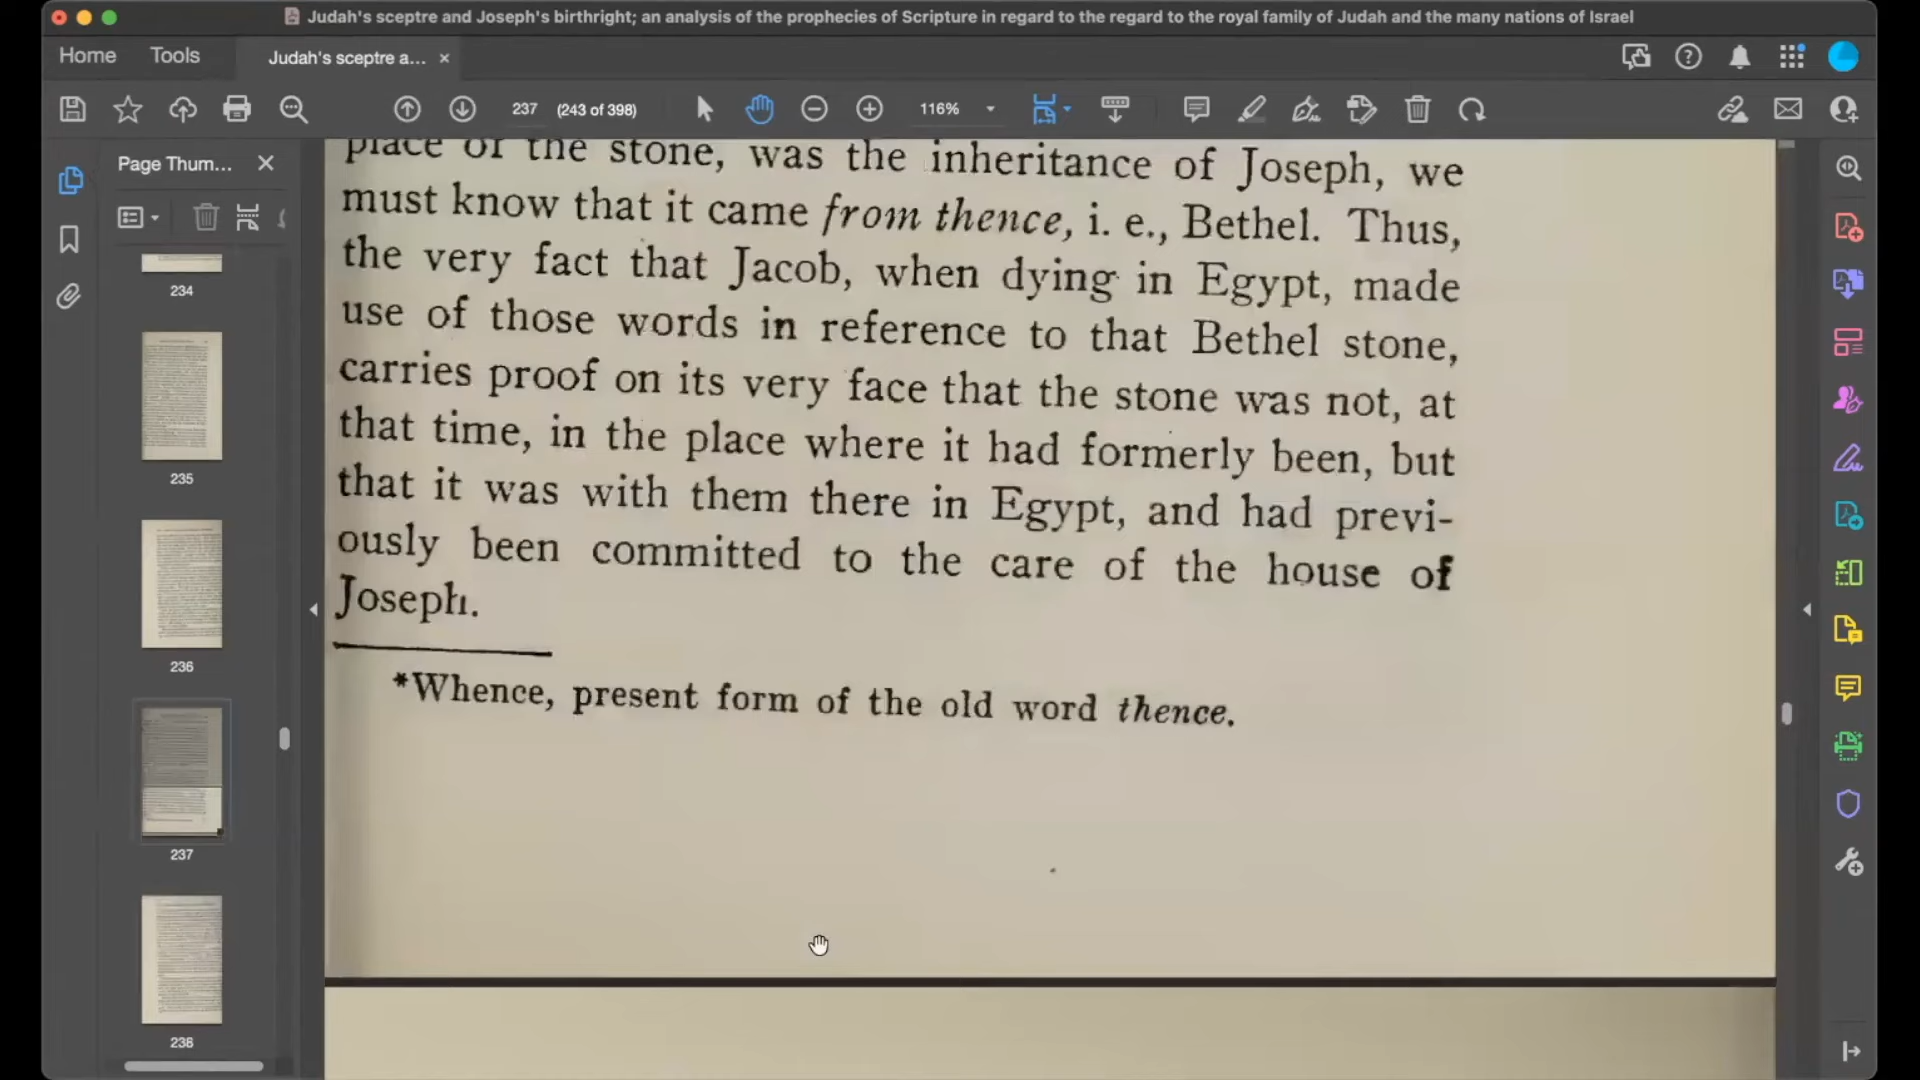 Judah's sceptre and Joseph's birthright; an analysis of the prophecies of Scripture in regard to the regard to the royal family of Judah and the many nations of Israel
Home
Tools
Judah's sceptre a...
237
(243 of 398)
116%
Page Thum...
234
235
236
237
238
place of the stone, was the inheritance of Joseph, we
must know that it came from thence, i. e., Bethel. Thus,
the very fact that Jacob, when dying in Egypt, made
use of those words in reference to that Bethel stone,
carries proof on its very face that the stone was not, at
that time, in the place where it had formerly been, but
that it was with them there in Egypt, and had previ-
ously been committed to the care of the house of
Joseph.
*Whence, present form of the old word thence.